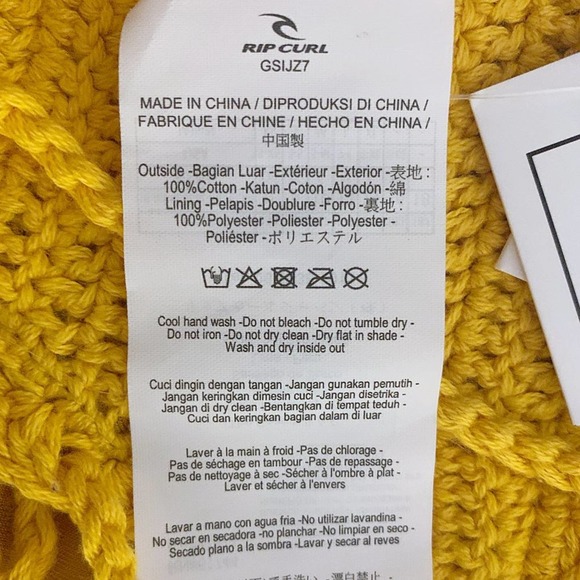 RIP CURL
GSIJZ7
MADE IN CHINA / DIPRODUKSI DI CHINA /
FABRIQUE EN CHINE / HECHO EN CHINA /
中国製
Outside -Bagian Luar -Extérieur -Exterior -表地 :
100%Cotton - Katun - Coton - Algodón -綿
Lining -Pelapis -Doublure - Forro -裏地 :
100%Polyester -Poliester -Polyester -
Poliéster -ポリエステル
Cool hand wash -Do not bleach -Do not tumble dry -
Do not iron -Do not dry clean -Dry flat in shade -
Wash and dry inside out
Cuci dingin dengan tangan -Jangan gunakan pemutih -
Jangan keringkan dimesin cuci -Jangan disetrika -
Jangan di dry clean -Bentangkan di tempat teduh -
Cuci dan keringkan bagian dalam di luar
Laver à la main à froid -Pas de chlorage -
Pas de séchage en tambour -Pas de repassage -
Pas de nettoyage à sec -Sécher à l'ombre à plat -
Laver et sécher à l'envers
Lavar a mano con agua fria -No utilizar lavandina -
No secar en secadora -no planchar -No limpiar en seco -
Secado plano a la sombra -Lavar y secar al reves
漂白禁止 -